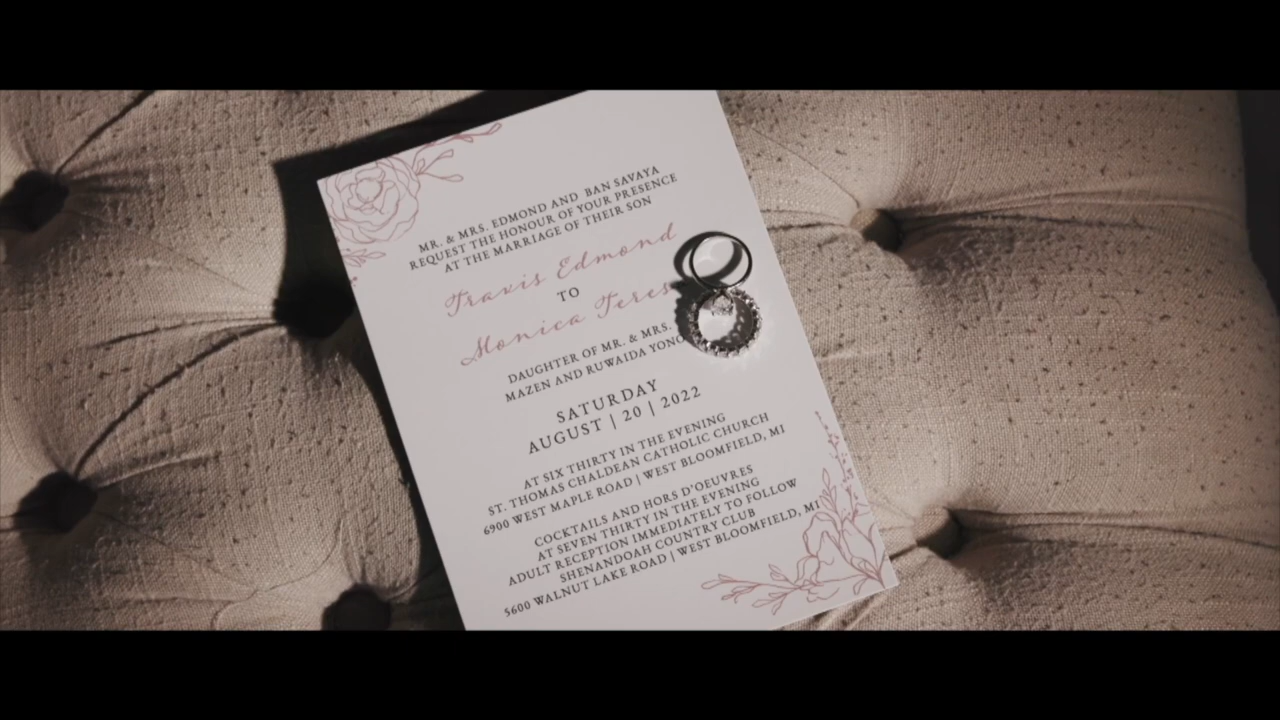 MR. & MRS. EDMOND AND BAN SAVAYA
REQUEST THE HONOUR OF YOUR PRESENCE
AT THE MARRIAGE OF THEIR SON
Travis Edmond
TO
Monica
DAUGHTER OF MR. & MRS.
MAZEN AND RUWAIDA
SATURDAY
AUGUST | 20 | 2022
AT SIX THIRTY IN THE EVENING
ST. THOMAS CHALDEAN CATHOLIC CHURCH
6900 WEST MAPLE ROAD | WEST BLOOMFIELD, MI
COCKTAILS AND HORS D'OEUVRES
AT SEVEN THIRTY IN THE EVENING
ADULT RECEPTION IMMEDIATELY TO FOLLOW
SHENANDOAH COUNTRY CLUB
5600 WALNUT LAKE ROAD | WEST BLOOMFIELD, MI